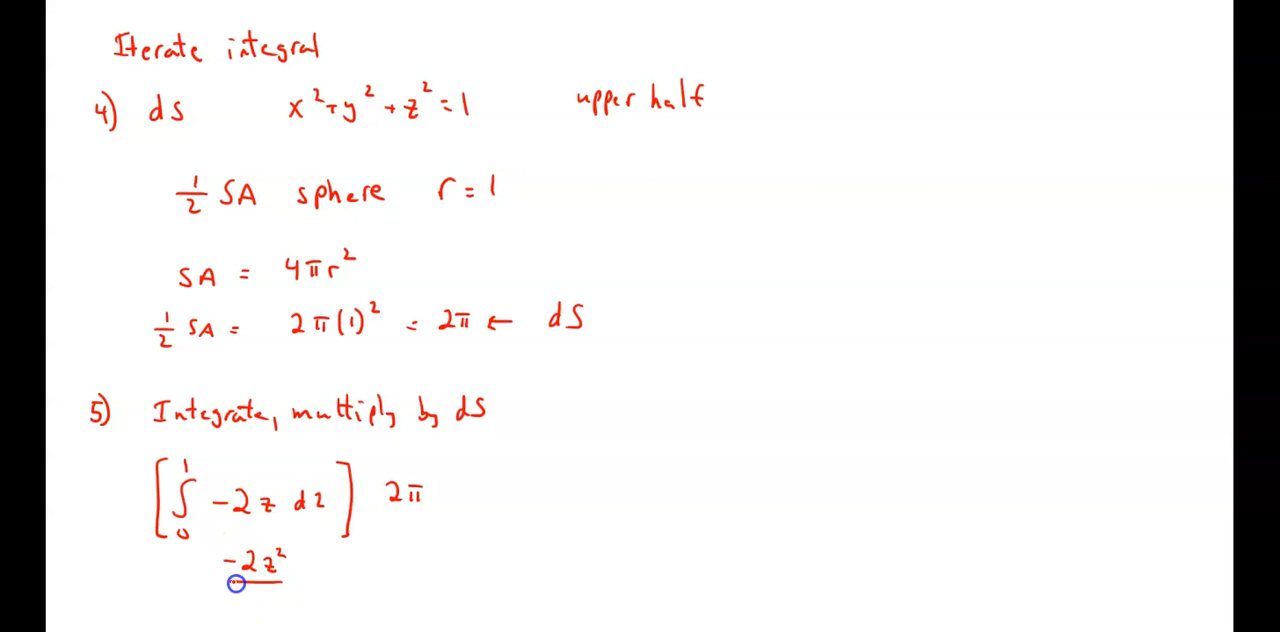 Iterate integral
4) dS x²+y²+z²=1 upper half
1/2 SA sphere r=1
SA = 4πr²
1/2 SA = 2π(1)² = 2π ← dS
5) Integrate, multiply by dS
[∫₀¹ -2z dz] 2π
-2z²